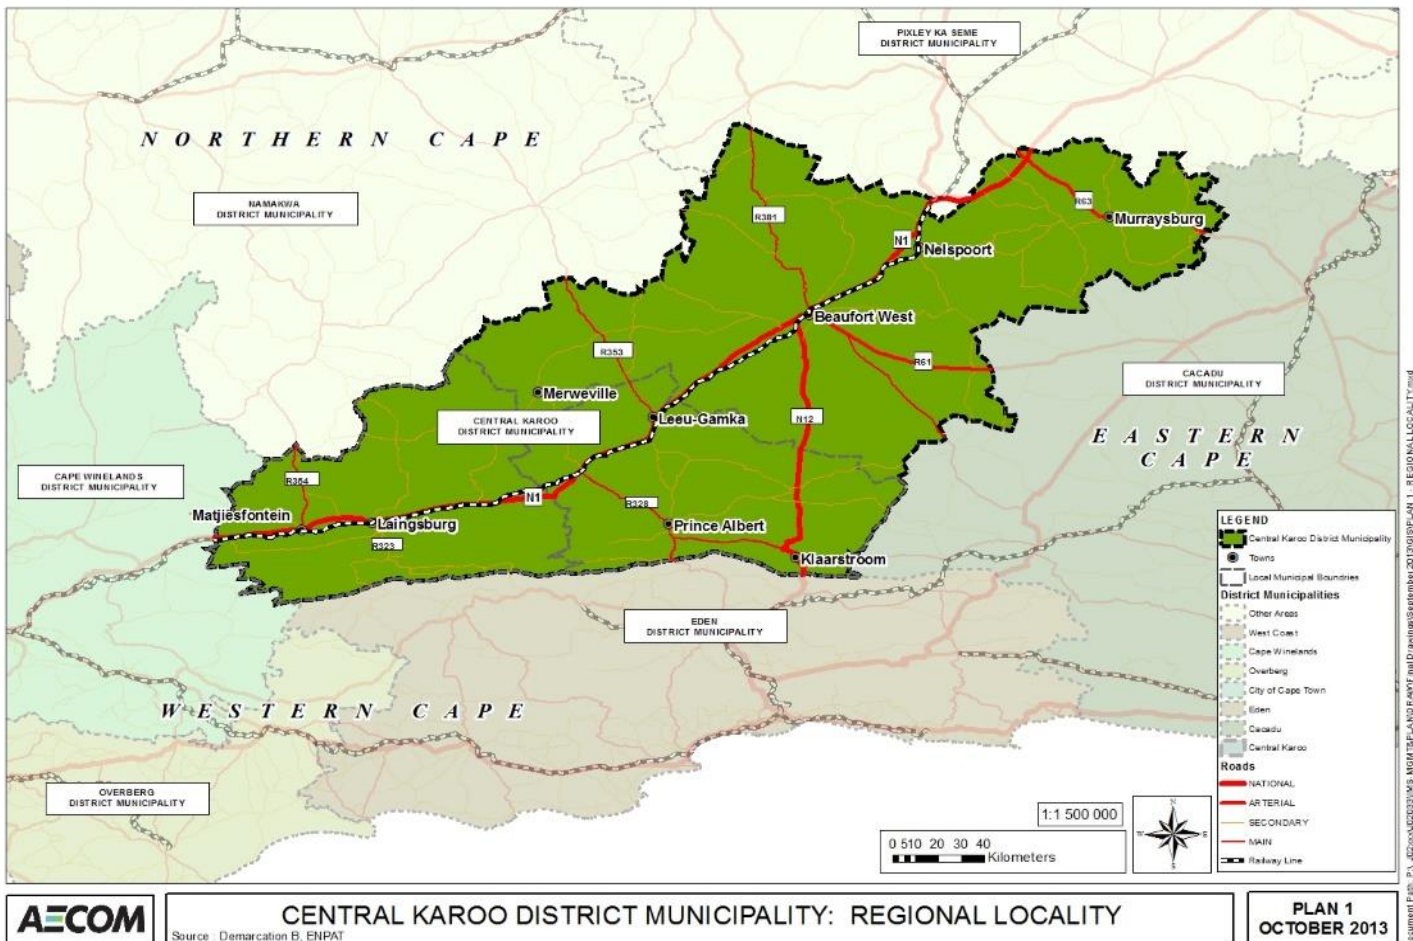 PIXLEY KA SEME
DISTRICT MUNICIPALITY
NORTHERN CAPE
NAMAKWA
DISTRICT MUNICIPALITY
R381
R63
Murraysburg
N1
Nelspoort
Beaufort West
R353
R61
CACADU
DISTRICT MUNICIPALITY
Merweville
Leeu-Gamka
N12
CENTRAL KAROO
DISTRICT MUNICIPALITY
EASTERN
CAPE
CAPE WINELANDS
DISTRICT MUNICIPALITY
R354
N1
R328
Matjiesfontein
Laingsburg
Prince Albert
R323
Klaarstroom
EDEN
DISTRICT MUNICIPALITY
WESTERN CAPE
OVERBERG
DISTRICT MUNICIPALITY
LEGEND
Central Karoo District Municipality
Towns
Local Municipal Boundries
District Municipalities
Other Areas
West Coast
Cape Winelands
Overberg
City of Cape Town
Eden
Cacadu
Central Karoo
Roads
NATIONAL
ARTERIAL
SECONDARY
MAIN
Railway Line
1:1 500 000
N
W E
S
0 510 20 30 40
Kilometers
AECOM
CENTRAL KAROO DISTRICT MUNICIPALITY: REGIONAL LOCALITY
Source : Demarcation B, ENPAT
PLAN 1
OCTOBER 2013